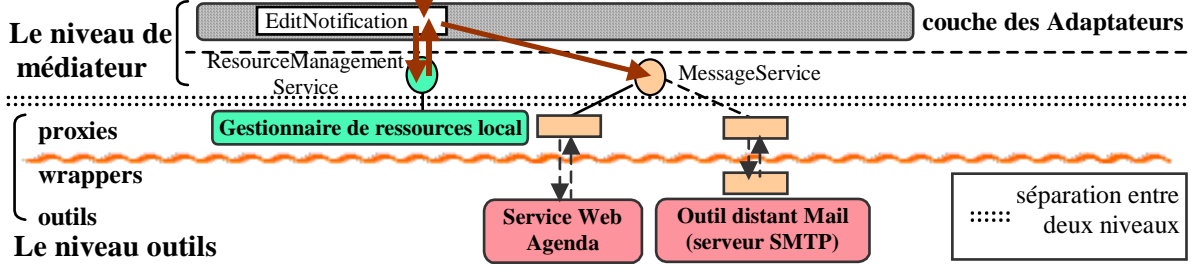 EditNotification
couche des Adaptateurs
Le niveau de
médiateur
ResourceManagement
Service
MessageService
proxies
Gestionnaire de ressources local
wrappers
outils
Service Web
Agenda
Outil distant Mail
(serveur SMTP)
séparation entre
deux niveaux
Le niveau outils